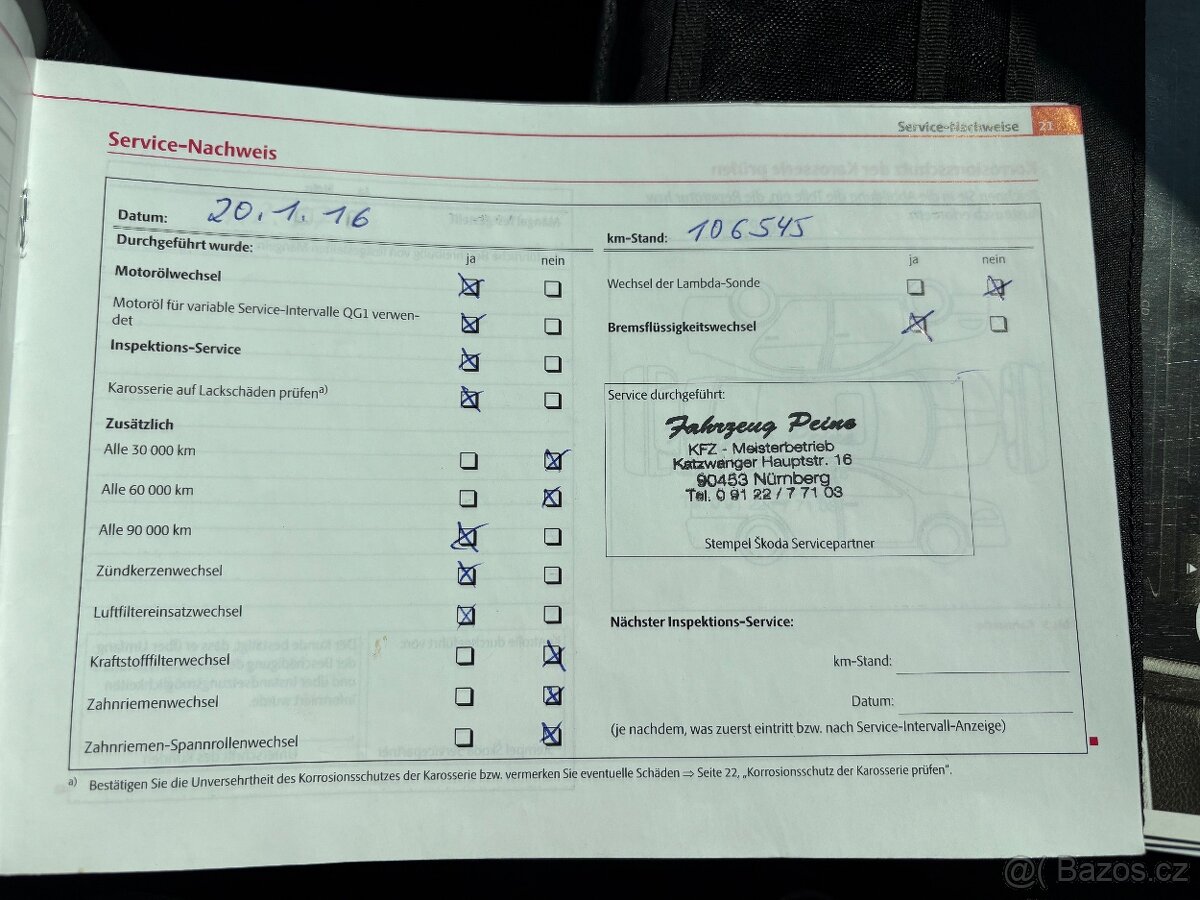 Service-Nachweise 21
Service-Nachweis
Datum: 20.1.16
Durchgeführt wurde:
ja nein
Motorölwechsel
Motoröl für variable Service-Intervalle QG1 verwen-
det
Inspektions-Service
Karosserie auf Lackschäden prüfen a)
Zusätzlich
Alle 30 000 km
Alle 60 000 km
Alle 90 000 km
Zündkerzenwechsel
Luftfiltereinsatzwechsel
Kraftstofffilterwechsel
Zahnriemenwechsel
Zahnriemen-Spannrollenwechsel
km-Stand: 106545
ja nein
Wechsel der Lambda-Sonde
Bremsflüssigkeitswechsel
Service durchgeführt:
Fahrzeug Peine
KFZ - Meisterbetrieb
Katzwanger Hauptstr. 16
90453 Nürnberg
Tel. 0 91 22 / 7 71 03
Stempel Škoda Servicepartner
Nächster Inspektions-Service:
km-Stand:
Datum:
(je nachdem, was zuerst eintritt bzw. nach Service-Intervall-Anzeige)
a) Bestätigen Sie die Unversehrtheit des Korrosionsschutzes der Karosserie bzw. vermerken Sie eventuelle Schäden ⇒ Seite 22, „Korrosionsschutz der Karosserie prüfen".
@( Bazos.cz